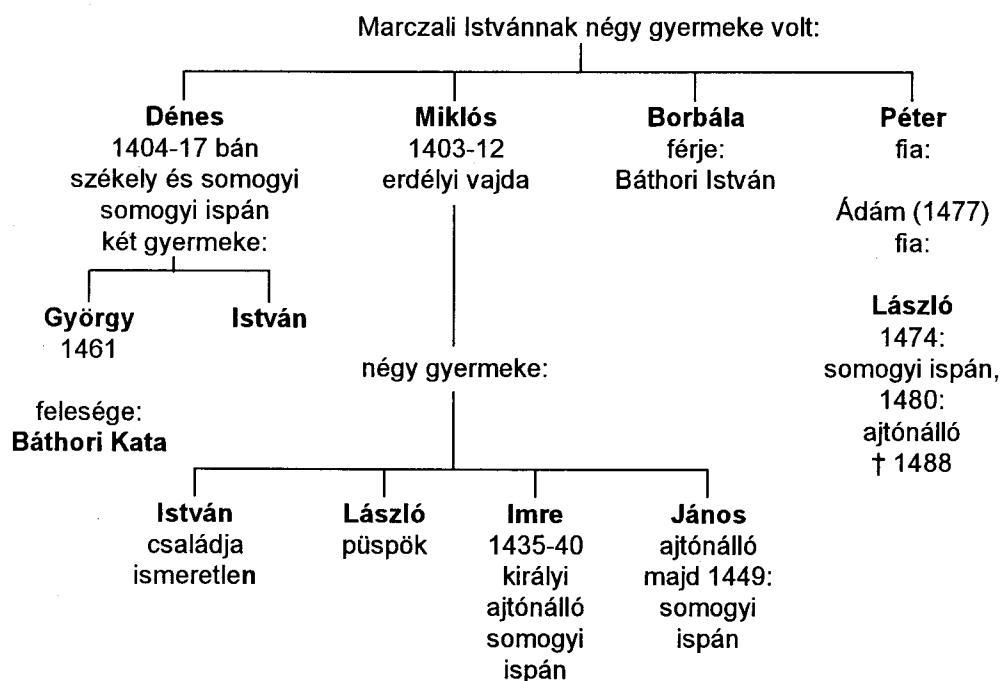 Marczali Istvánnak négy gyermeke volt:
Dénes
1404-17 bán
székely és somogyi
somogyi ispán
két gyermeke:
György
1461
felesége:
Báthori Kata
István
Miklós
1403-12
erdélyi vajda
négy gyermeke:
István
családja
ismeretlen
László
püspök
Imre
1435-40
királyi
ajtónálló
somogyi
ispán
János
ajtónálló
majd 1449:
somogyi
ispán
Borbála
férje:
Báthori István
Péter
fia:
Ádám (1477)
fia:
László
1474:
somogyi ispán,
1480:
ajtónálló
† 1488